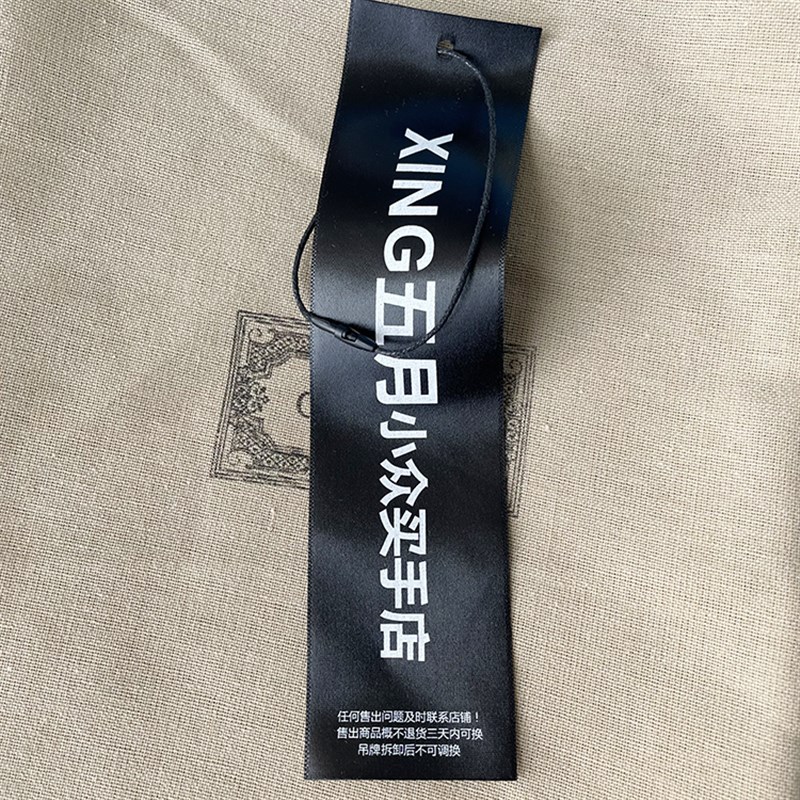 XING五月小众买手店
任何售出问题及时联系店铺！
售出商品概不退货三天内可换
吊牌拆卸后不可调换